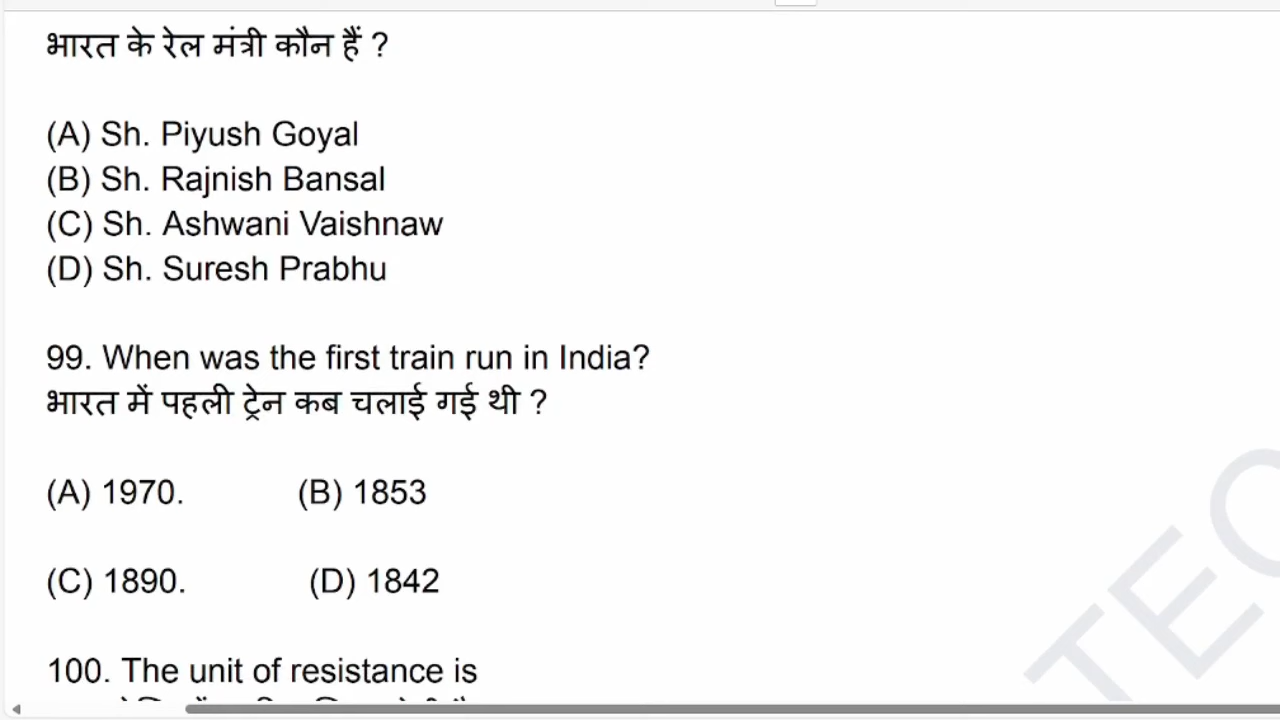 भारत के रेल मंत्री कौन हैं ?
(A) Sh. Piyush Goyal
(B) Sh. Rajnish Bansal
(C) Sh. Ashwani Vaishnaw
(D) Sh. Suresh Prabhu
99. When was the first train run in India?
भारत में पहली ट्रेन कब चलाई गई थी ?
(A) 1970. (B) 1853
(C) 1890. (D) 1842
100. The unit of resistance is